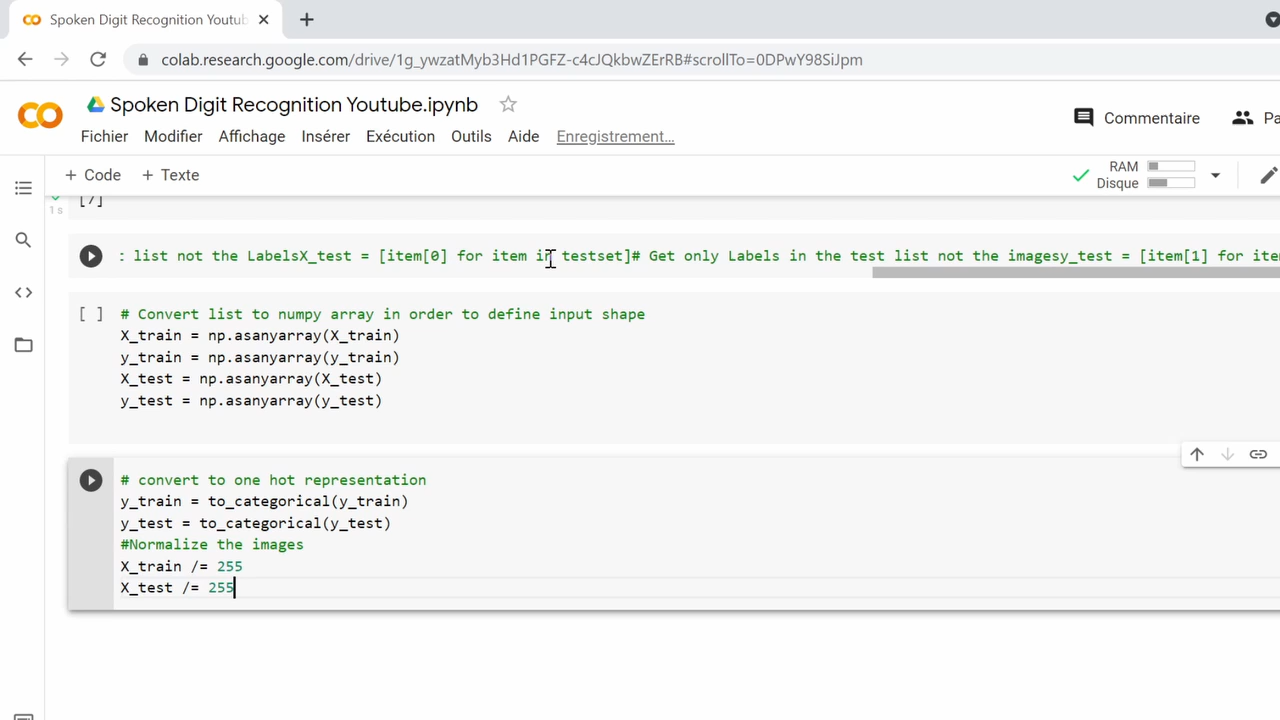 Spoken Digit Recognition Youtub
colab.research.google.com/drive/1g_ywzatMyb3Hd1PGFZ-c4cJQkbwZErRB#scrollTo=0DPwY98SiJpm
Spoken Digit Recognition Youtube.ipynb
Commentaire
Pa
Fichier Modifier Affichage Insérer Exécution Outils Aide Enregistrement...
+ Code + Texte
RAM
Disque
[7]
1 s
: list not the LabelsX_test = [item[0] for item in testset]# Get only Labels in the test list not the imagesy_test = [item[1] for ite
[ ] # Convert list to numpy array in order to define input shape
X_train = np.asanyarray(X_train)
y_train = np.asanyarray(y_train)
X_test = np.asanyarray(X_test)
y_test = np.asanyarray(y_test)
# convert to one hot representation
y_train = to_categorical(y_train)
y_test = to_categorical(y_test)
#Normalize the images
X_train /= 255
X_test /= 255